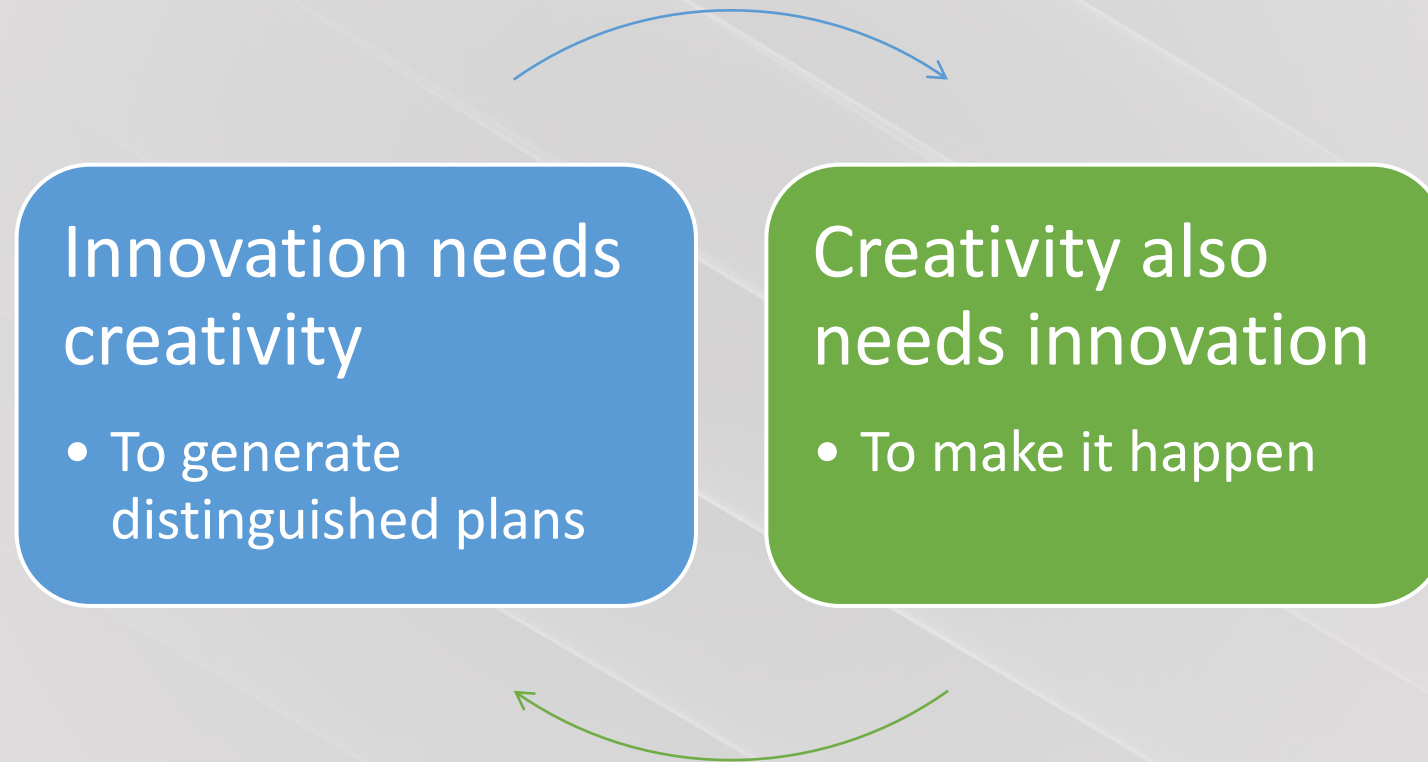 Innovation needs
creativity
• To generate
distinguished plans
Creativity also
needs innovation
• To make it happen